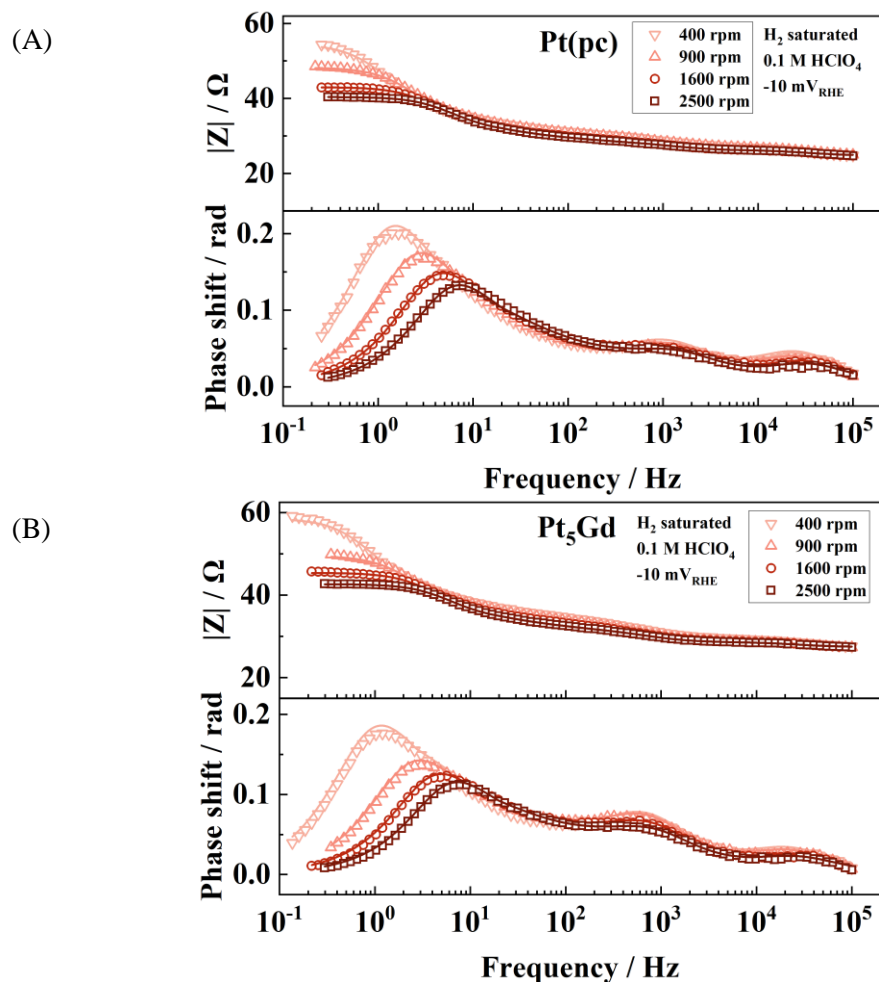 (A)
Pt(pc)
400 rpm
900 rpm
1600 rpm
2500 rpm
H₂ saturated
0.1 M HClO₄
-10 mV_RHE
|Z| / Ω
60
40
20
Phase shift / rad
0.2
0.1
0.0
10⁻¹ 10⁰ 10¹ 10² 10³ 10⁴ 10⁵
Frequency / Hz
(B)
Pt₅Gd
H₂ saturated
0.1 M HClO₄
-10 mV_RHE
400 rpm
900 rpm
1600 rpm
2500 rpm
|Z| / Ω
60
40
20
Phase shift / rad
0.2
0.1
0.0
10⁻¹ 10⁰ 10¹ 10² 10³ 10⁴ 10⁵
Frequency / Hz